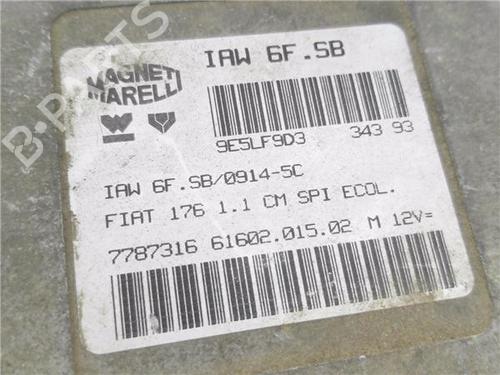 MAGNETI MARELLI
IAW 6F.SB
9E5LF9D3 343 93
IAW 6F.SB/0914-5C
FIAT 176 1.1 CM SPI ECOL.
7787316 61602.015.02 M 12V=
B-PARTS